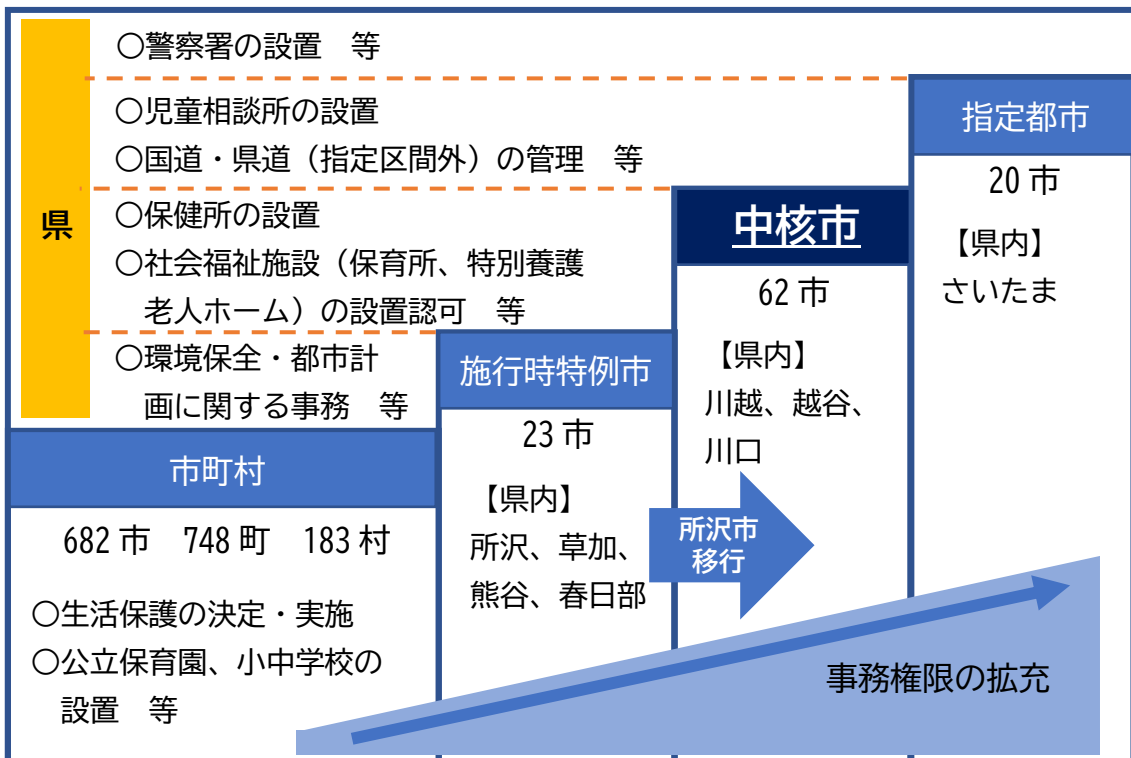 県
○警察署の設置　等
○児童相談所の設置
○国道・県道（指定区間外）の管理　等
○保健所の設置
○社会福祉施設（保育所、特別養護
老人ホーム）の設置認可　等
○環境保全・都市計
画に関する事務　等
市町村
682 市　748 町　183 村
○生活保護の決定・実施
○公立保育園、小中学校の
設置　等
施行時特例市
23 市
【県内】
所沢、草加、
熊谷、春日部
所沢市
移行
中核市
62 市
【県内】
川越、越谷、
川口
指定都市
20 市
【県内】
さいたま
事務権限の拡充